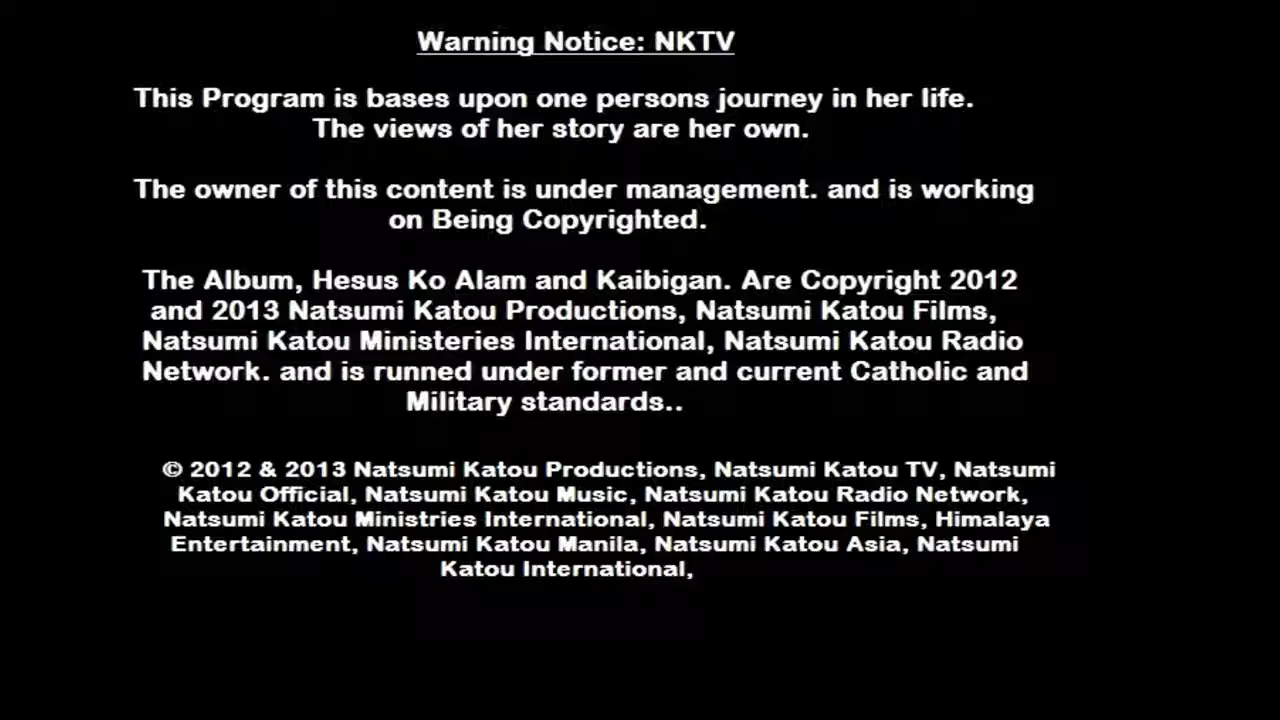 Warning Notice: NKTV
This Program is bases upon one persons journey in her life.
The views of her story are her own.
The owner of this content is under management. and is working
on Being Copyrighted.
The Album, Hesus Ko Alam and Kaibigan. Are Copyright 2012
and 2013 Natsumi Katou Productions, Natsumi Katou Films,
Natsumi Katou Ministeries International, Natsumi Katou Radio
Network. and is runned under former and current Catholic and
Military standards..
© 2012 & 2013 Natsumi Katou Productions, Natsumi Katou TV, Natsumi
Katou Official, Natsumi Katou Music, Natsumi Katou Radio Network,
Natsumi Katou Ministries International, Natsumi Katou Films, Himalaya
Entertainment, Natsumi Katou Manila, Natsumi Katou Asia, Natsumi
Katou International,